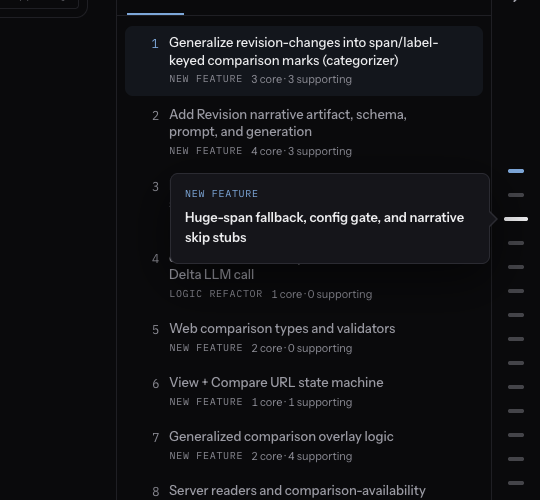 1
Generalize revision-changes into span/label-
keyed comparison marks (categorizer)
NEW FEATURE 3 core·3 supporting
2
Add Revision narrative artifact, schema,
prompt, and generation
NEW FEATURE 4 core·3 supporting
3
NEW FEATURE
Huge-span fallback, config gate, and narrative
skip stubs
4
Delta LLM call
LOGIC REFACTOR 1 core·0 supporting
5
Web comparison types and validators
NEW FEATURE 2 core·0 supporting
6
View + Compare URL state machine
NEW FEATURE 1 core·1 supporting
7
Generalized comparison overlay logic
NEW FEATURE 2 core·4 supporting
8
Server readers and comparison-availability